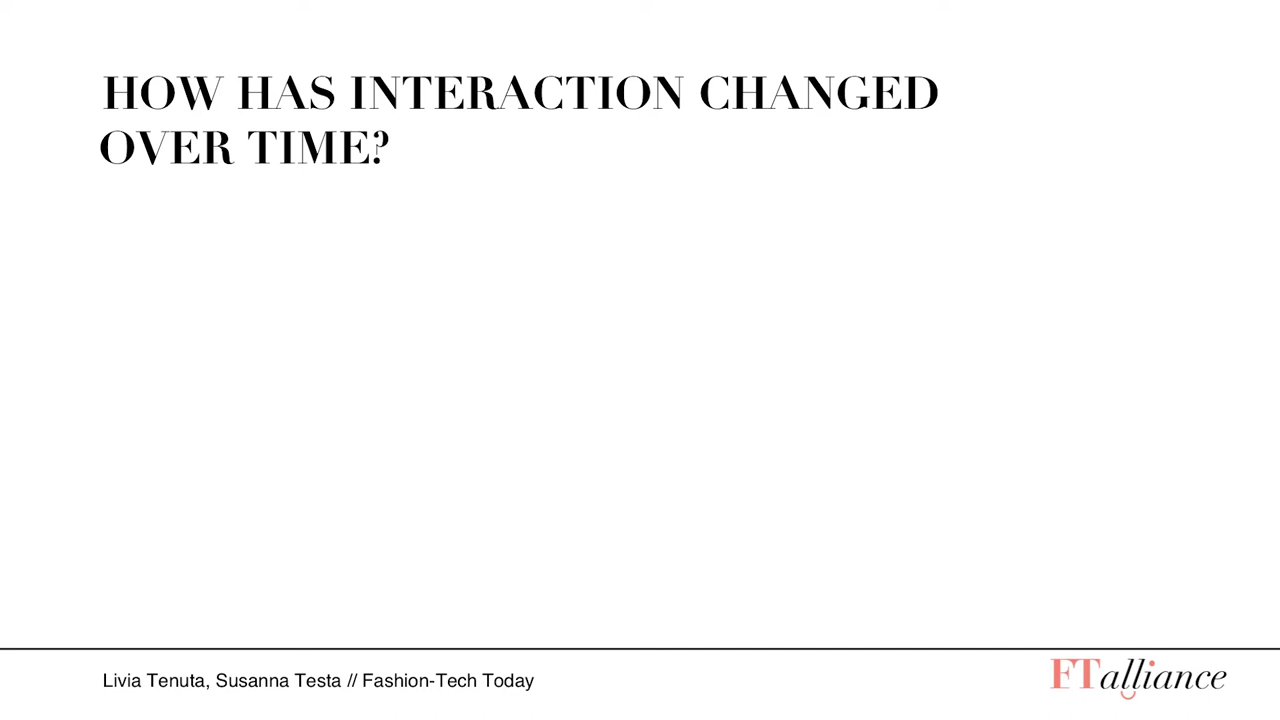 HOW HAS INTERACTION CHANGED
OVER TIME?
Livia Tenuta, Susanna Testa // Fashion-Tech Today
FTalliance